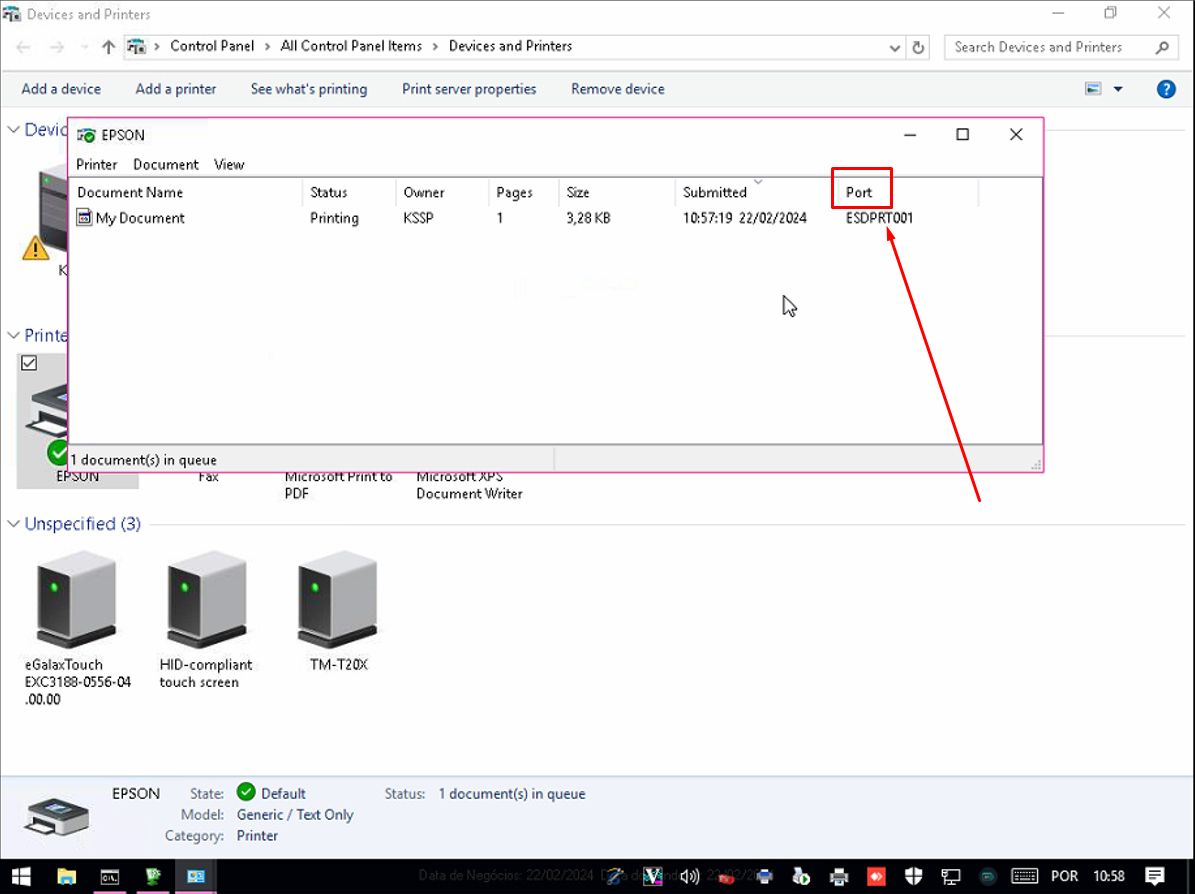 Devices and Printers
Control Panel > All Control Panel Items > Devices and Printers
Search Devices and Printers
Add a device Add a printer See what's printing Print server properties Remove device
?
Devic
EPSON
Printer Document View
Document Name Status Owner Pages Size Submitted Port
My Document Printing KSSP 1 3,28 KB 10:57:19 22/02/2024 ESDPRT001
K
Printe
1 document(s) in queue
EPSON
Fax
Microsoft Print to
PDF
Microsoft XPS
Document Writer
Unspecified (3)
eGalaxTouch
EXC3188-0556-04
.00.00
HID-compliant
touch screen
TM-T20X
EPSON State: Default Status: 1 document(s) in queue
Model: Generic / Text Only
Category: Printer
Data de Negócios: 22/02/2024
POR 10:58